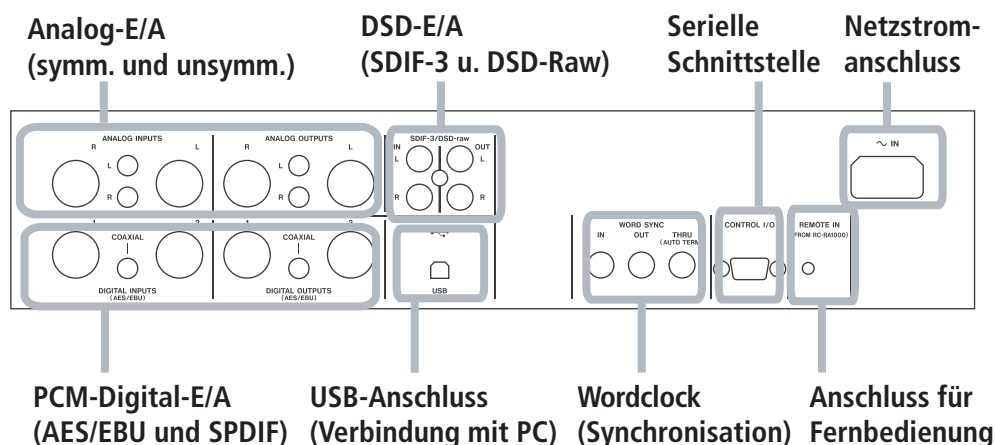 Analog-E/A
(symm. und unsymm.)
DSD-E/A
(SDIF-3 u. DSD-Raw)
Serielle
Schnittstelle
Netzstrom-
anschluss
ANALOG INPUTS
R
L
L
R
ANALOG OUTPUTS
R
L
L
R
SDIF-3/DSD-raw
IN
OUT
L
L
R
R
∼ IN
1
2
COAXIAL
DIGITAL INPUTS
(AES/EBU)
1
2
COAXIAL
DIGITAL OUTPUTS
(AES/EBU)
USB
WORD SYNC
IN
OUT
THRU
(AUTO TERM
CONTROL I/O
REMOTE IN
FROM RC-RA1000)
PCM-Digital-E/A
(AES/EBU und SPDIF)
USB-Anschluss
(Verbindung mit PC)
Wordclock
(Synchronisation)
Anschluss für
Fernbedienung